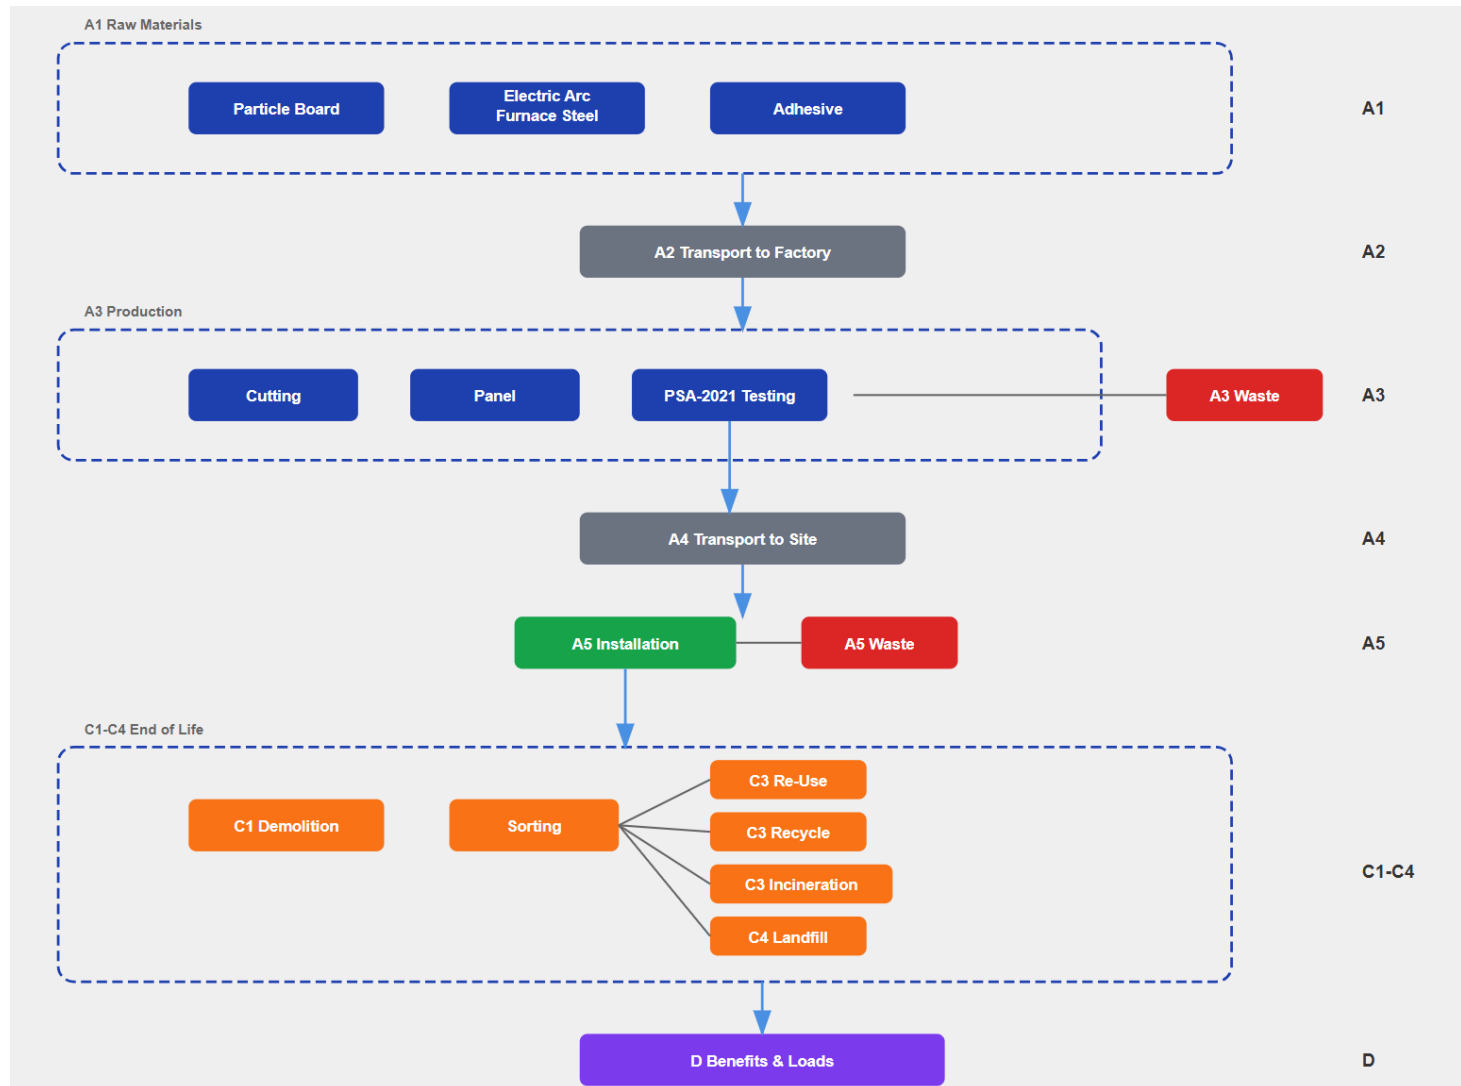 A1 Raw Materials
Particle Board
Electric Arc
Furnace Steel
Adhesive
A1
A2 Transport to Factory
A2
A3 Production
Cutting
Panel
PSA-2021 Testing
A3 Waste
A3
A4 Transport to Site
A4
A5 Installation
A5 Waste
A5
C1-C4 End of Life
C1 Demolition
Sorting
C3 Re-Use
C3 Recycle
C3 Incineration
C4 Landfill
C1-C4
D Benefits & Loads
D